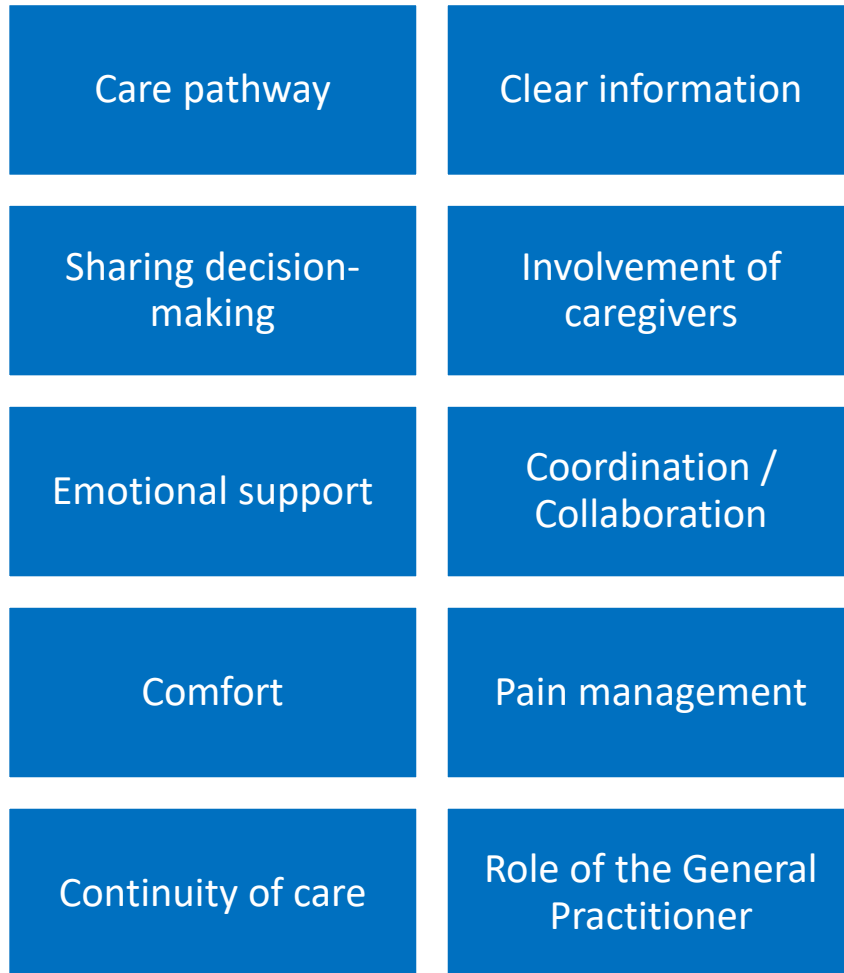 Care pathway
Clear information
Sharing decision-
making
Involvement of
caregivers
Emotional support
Coordination /
Collaboration
Comfort
Pain management
Continuity of care
Role of the General
Practitioner